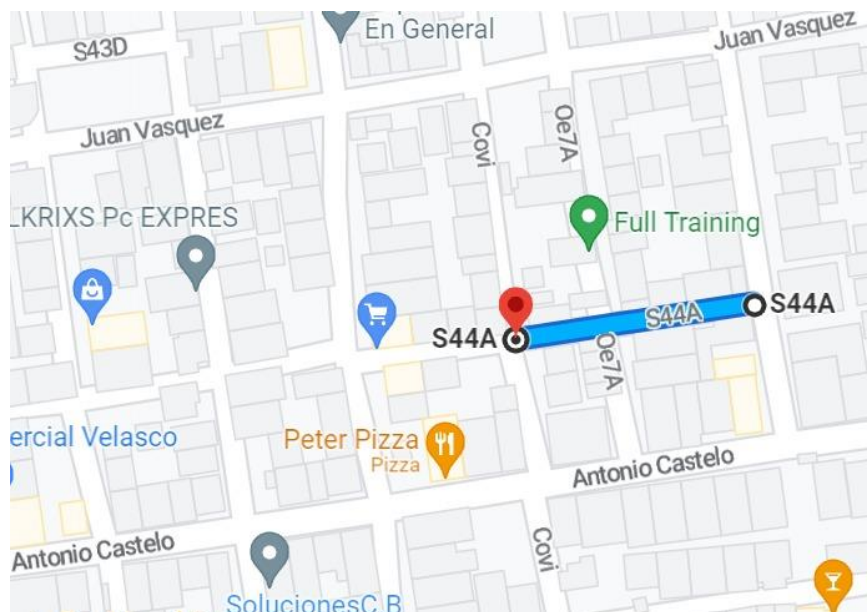 En General
S43D
Juan Vasquez
Juan Vasquez
Covi
Oe7A
LKRIXS Pc EXPRES
Full Training
S44A
S44A
S44A
Oe7A
ercial Velasco
Peter Pizza
Pizza
Antonio Castelo
Antonio Castelo
Covi
SolucionesC.B